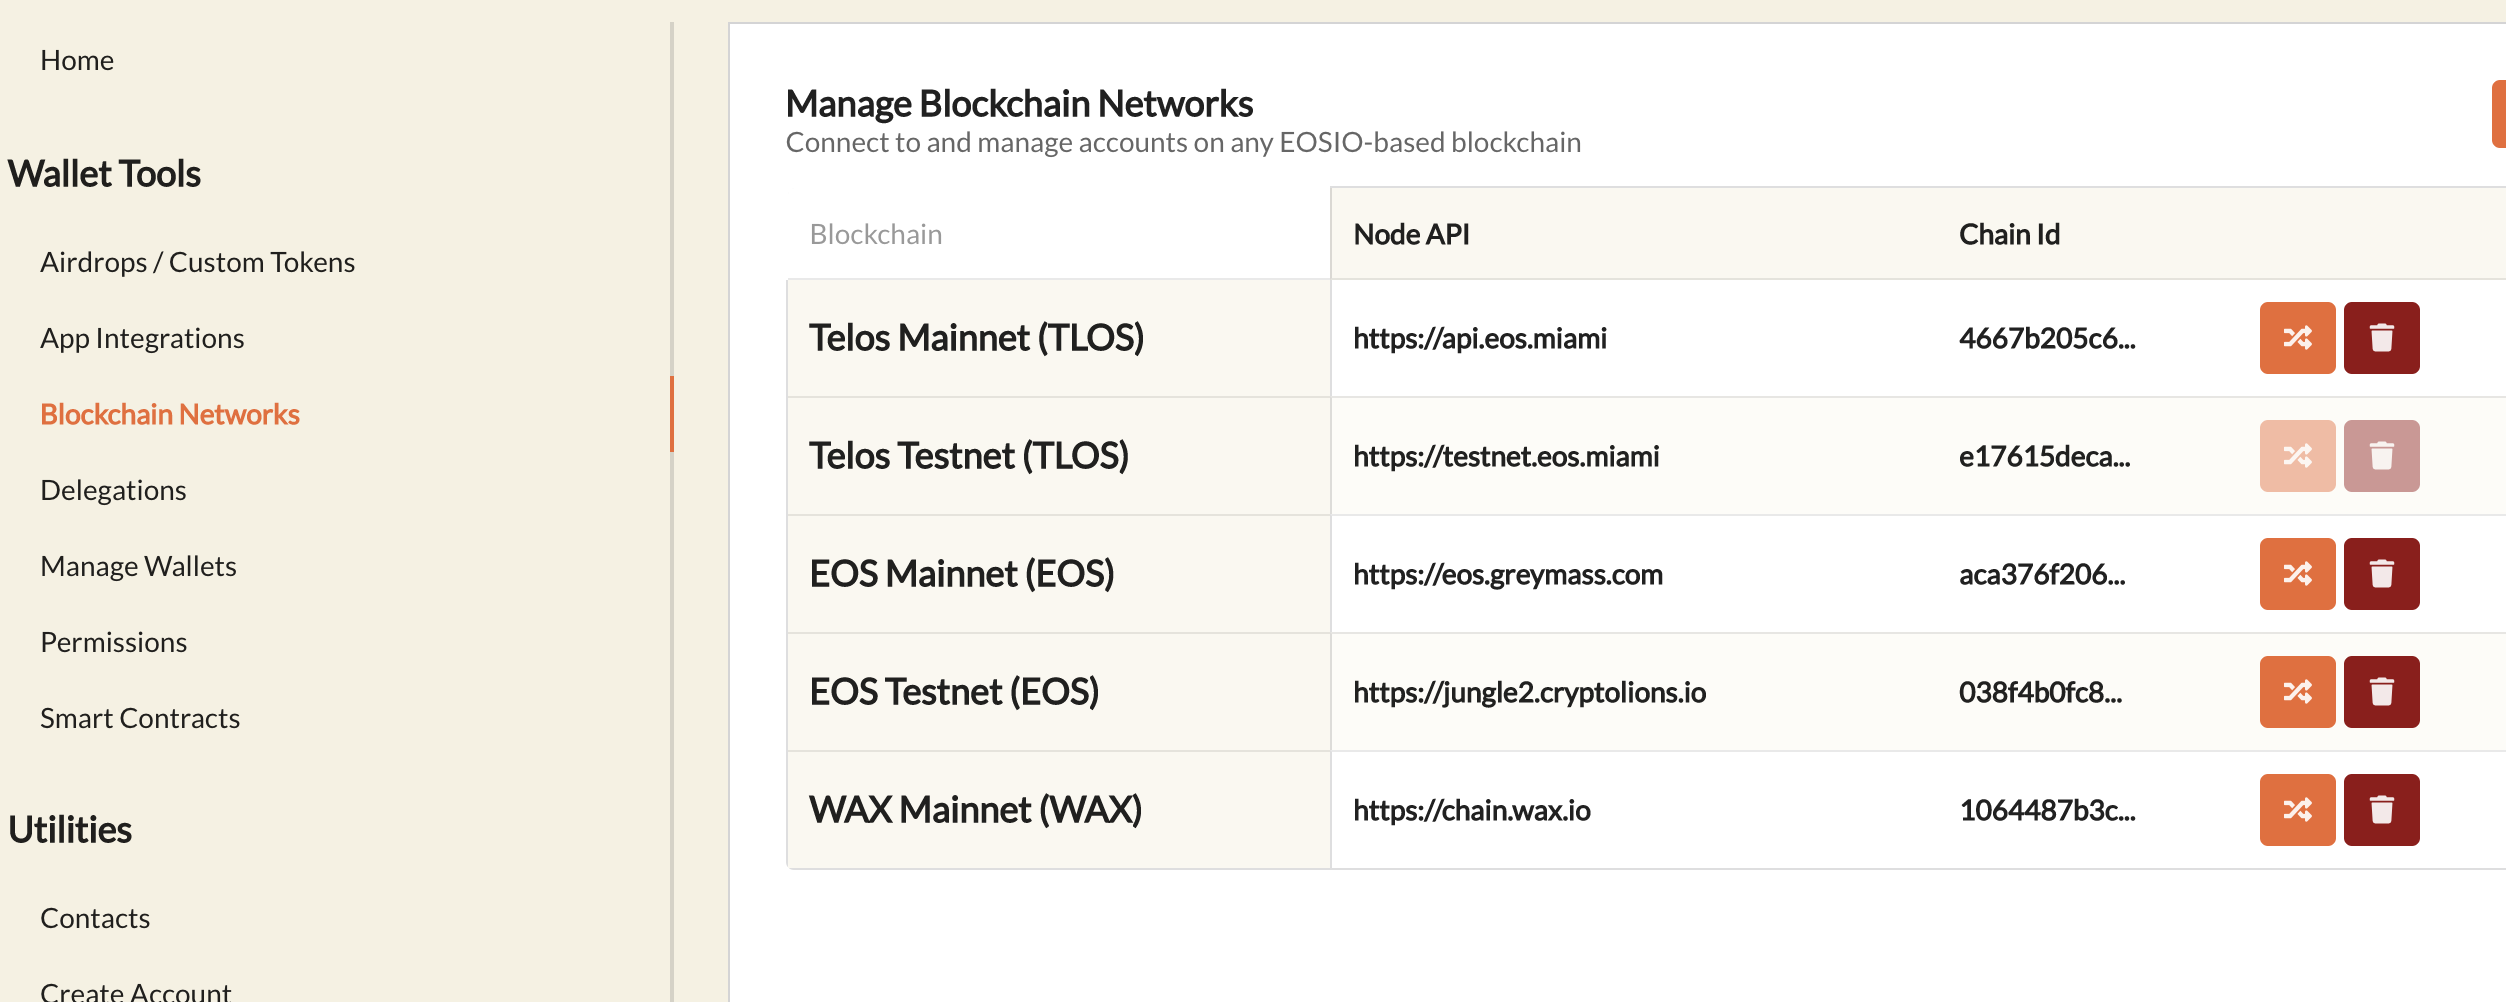 Home
Wallet Tools
Airdrops / Custom Tokens
App Integrations
Blockchain Networks
Delegations
Manage Wallets
Permissions
Smart Contracts
Utilities
Contacts
Create Account
Manage Blockchain Networks
Connect to and manage accounts on any EOSIO-based blockchain
Blockchain Node API Chain Id
Telos Mainnet (TLOS) https://api.eos.miami 4667b205c6...
Telos Testnet (TLOS) https://testnet.eos.miami e17615deca...
EOS Mainnet (EOS) https://eos.greymass.com aca376f206...
EOS Testnet (EOS) https://jungle2.cryptolions.io 038f4b0fc8...
WAX Mainnet (WAX) https://chain.wax.io 1064487b3c...